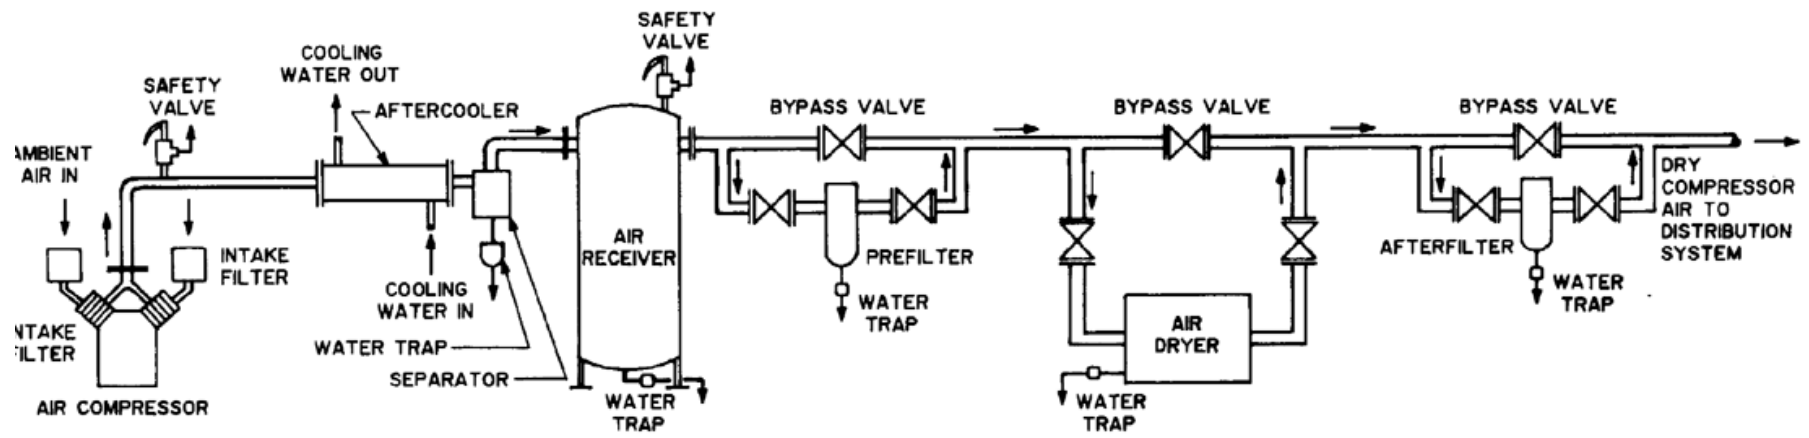 SAFETY
VALVE
COOLING
WATER OUT
AFTERCOOLER
SAFETY
VALVE
BYPASS VALVE
BYPASS VALVE
BYPASS VALVE
AMBIENT
AIR IN
INTAKE
FILTER
NTAKE
FILTER
AIR COMPRESSOR
COOLING
WATER IN
WATER TRAP
SEPARATOR
AIR
RECEIVER
WATER
TRAP
PREFILTER
WATER
TRAP
AIR
DRYER
WATER
TRAP
AFTERFILTER
WATER
TRAP
DRY
COMPRESSOR
AIR TO
DISTRIBUTION
SYSTEM